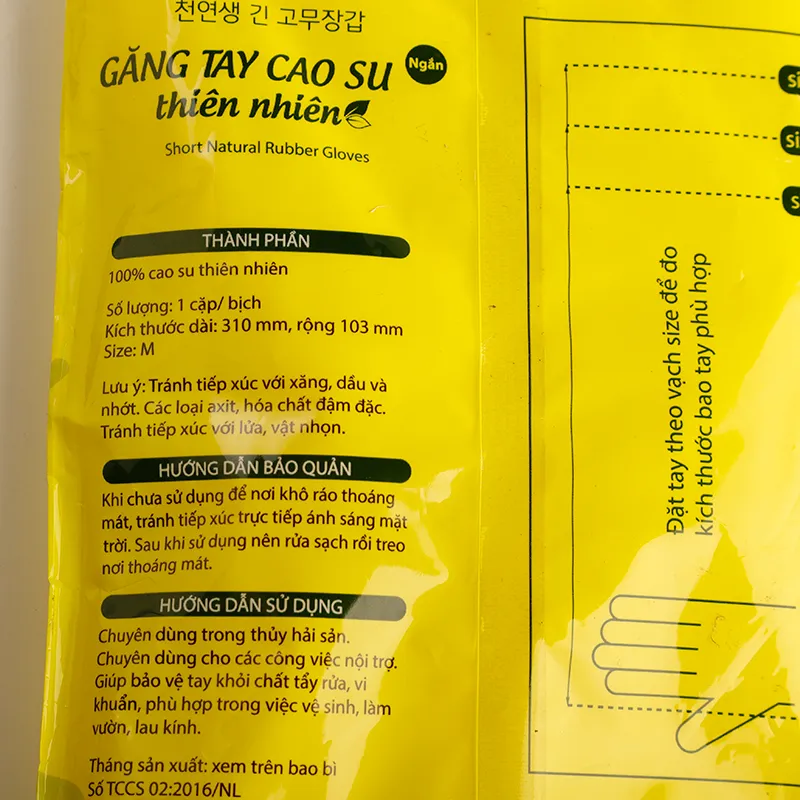 천연생 긴 고무장갑
GĂNG TAY CAO SU Ngắn
thiên nhiên
Short Natural Rubber Gloves
THÀNH PHẦN
100% cao su thiên nhiên
Số lượng: 1 cặp/ bịch
Kích thước dài: 310 mm, rộng 103 mm
Size: M
Lưu ý: Tránh tiếp xúc với xăng, dầu và
nhớt. Các loại axit, hóa chất đậm đặc.
Tránh tiếp xúc với lửa, vật nhọn.
HƯỚNG DẪN BẢO QUẢN
Khi chưa sử dụng để nơi khô ráo thoáng
mát, tránh tiếp xúc trực tiếp ánh sáng mặt
trời. Sau khi sử dụng nên rửa sạch rồi treo
nơi thoáng mát.
HƯỚNG DẪN SỬ DỤNG
Chuyên dùng trong thủy hải sản.
Chuyên dùng cho các công việc nội trợ.
Giúp bảo vệ tay khỏi chất tẩy rửa, vi
khuẩn, phù hợp trong việc vệ sinh, làm
vườn, lau kính.
Tháng sản xuất: xem trên bao bì
Số TCCS 02:2016/NL
Đặt tay theo vạch size để đo
kích thước bao tay phù hợp